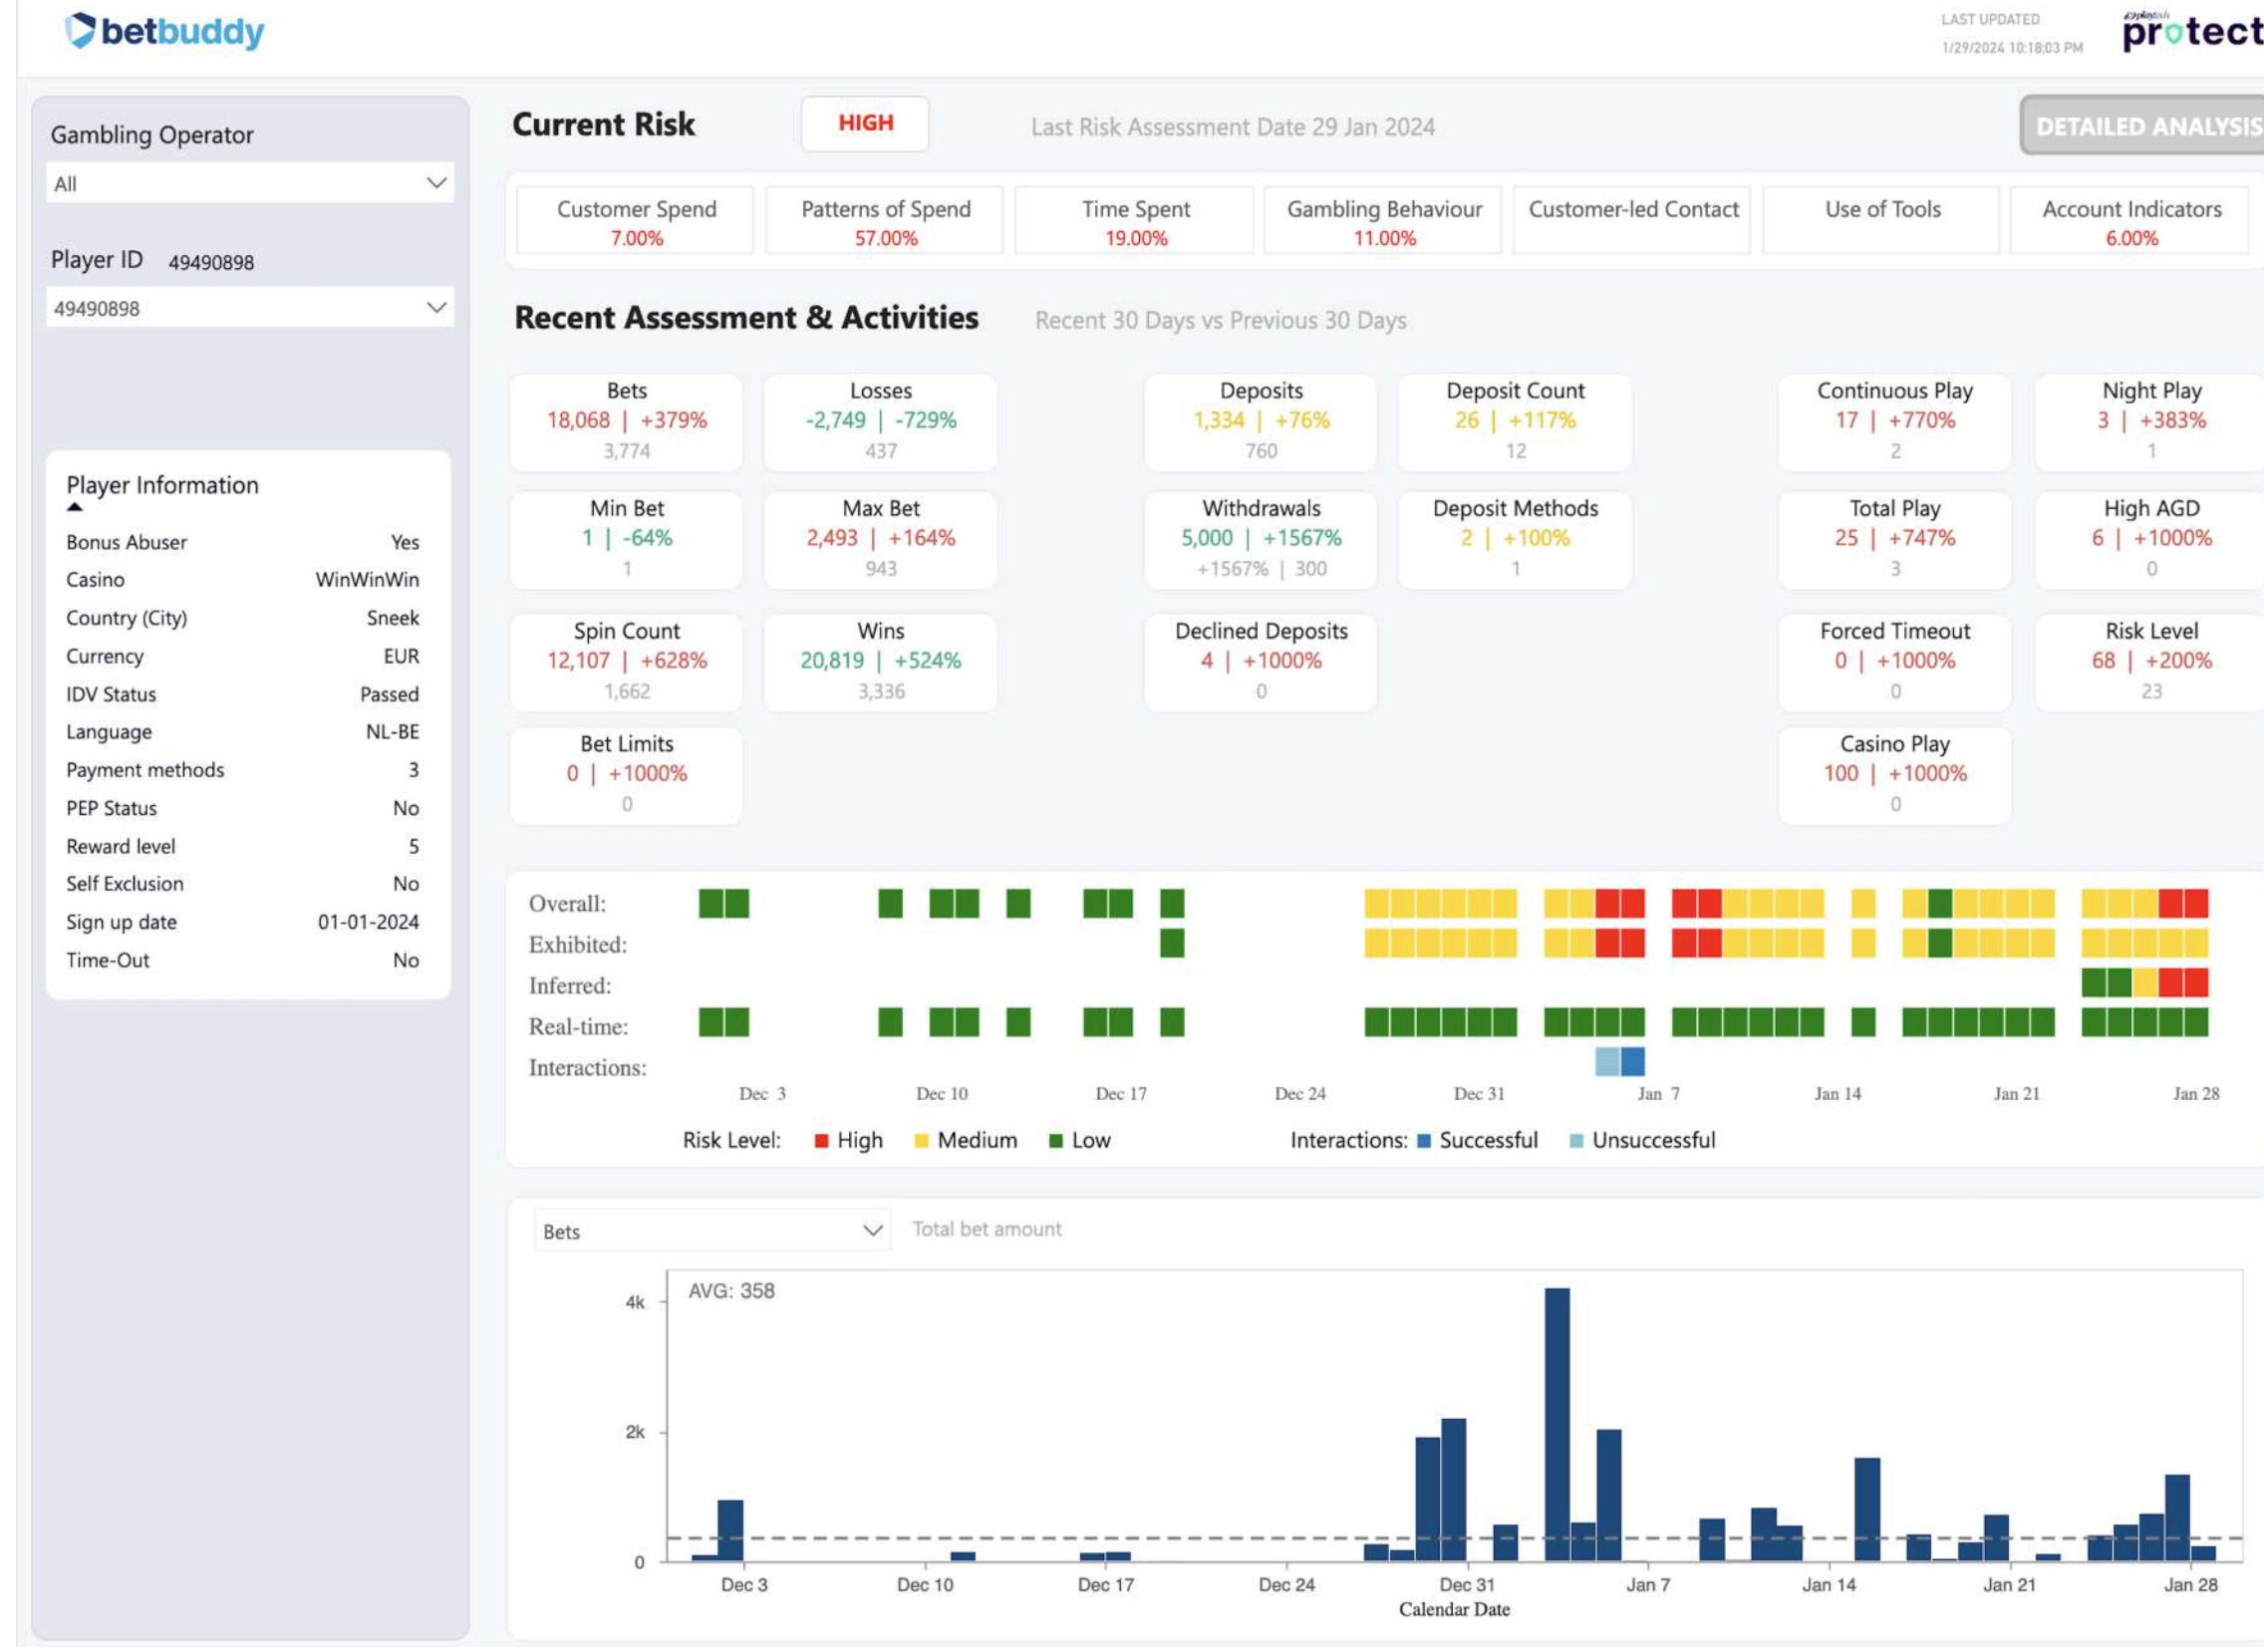 betbuddy
LAST UPDATED
1/29/2024 10:18:03 PM
protect
Gambling Operator
All
Player ID 49490898
49490898
Player Information
Bonus Abuser Yes
Casino WinWinWin
Country (City) Sneek
Currency EUR
IDV Status Passed
Language NL-BE
Payment methods 3
PEP Status No
Reward level 5
Self Exclusion No
Sign up date 01-01-2024
Time-Out No
Current Risk HIGH Last Risk Assessment Date 29 Jan 2024 DETAILED ANALYSIS
Customer Spend Patterns of Spend Time Spent Gambling Behaviour Customer-led Contact Use of Tools Account Indicators
7.00% 57.00% 19.00% 11.00% 6.00%
Recent Assessment & Activities Recent 30 Days vs Previous 30 Days
Bets Losses Deposits Deposit Count Continuous Play Night Play
18,068 | +379% -2,749 | -729% 1,334 | +76% 26 | +117% 17 | +770% 3 | +383%
3,774 437 760 12 2 1
Min Bet Max Bet Withdrawals Deposit Methods Total Play High AGD
1 | -64% 2,493 | +164% 5,000 | +1567% 2 | +100% 25 | +747% 6 | +1000%
1 943 +1567% | 300 1 3 0
Spin Count Wins Declined Deposits Forced Timeout Risk Level
12,107 | +628% 20,819 | +524% 4 | +1000% 0 | +1000% 68 | +200%
1,662 3,336 0 0 23
Bet Limits Casino Play
0 | +1000% 100 | +1000%
0 0
Overall:
Exhibited:
Inferred:
Real-time:
Interactions:
Dec 3 Dec 10 Dec 17 Dec 24 Dec 31 Jan 7 Jan 14 Jan 21 Jan 28
Risk Level: High Medium Low Interactions: Successful Unsuccessful
Bets Total bet amount
AVG: 358
4k
2k
0
Dec 3 Dec 10 Dec 17 Dec 24 Dec 31 Jan 7 Jan 14 Jan 21 Jan 28
Calendar Date